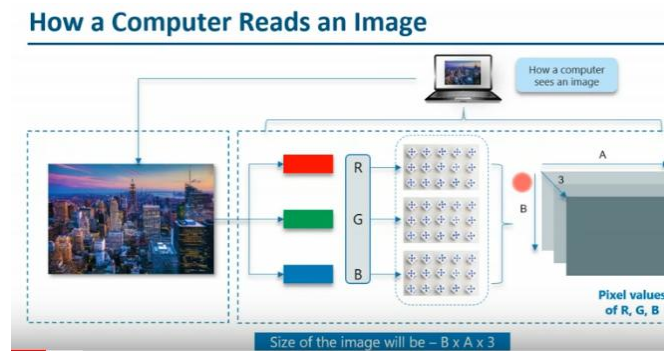 How a Computer Reads an Image
How a computer
sees an image
R
G
B
A
3
B
Pixel values
of R, G, B
Size of the image will be – B x A x 3